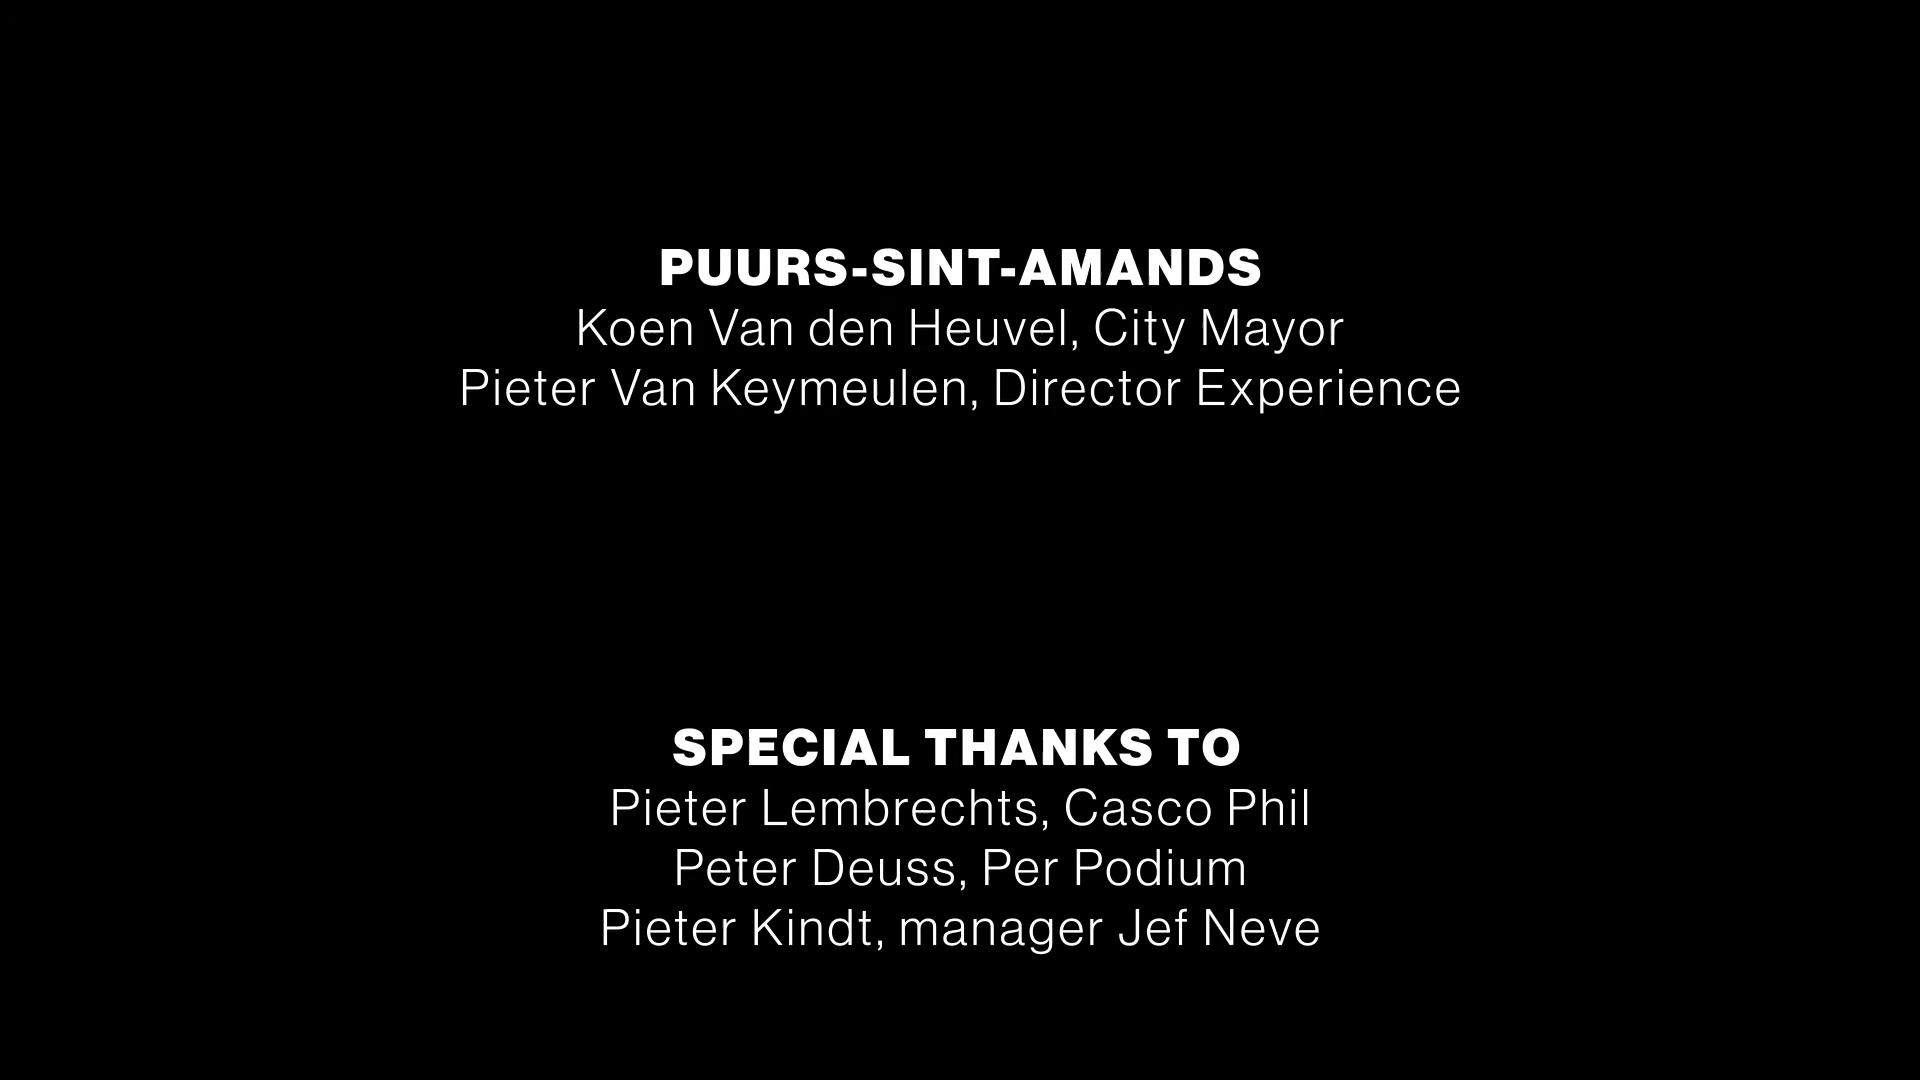 PUURS-SINT-AMANDS
Koen Van den Heuvel, City Mayor
Pieter Van Keymeulen, Director Experience
SPECIAL THANKS TO
Pieter Lembrechts, Casco Phil
Peter Deuss, Per Podium
Pieter Kindt, manager Jef Neve